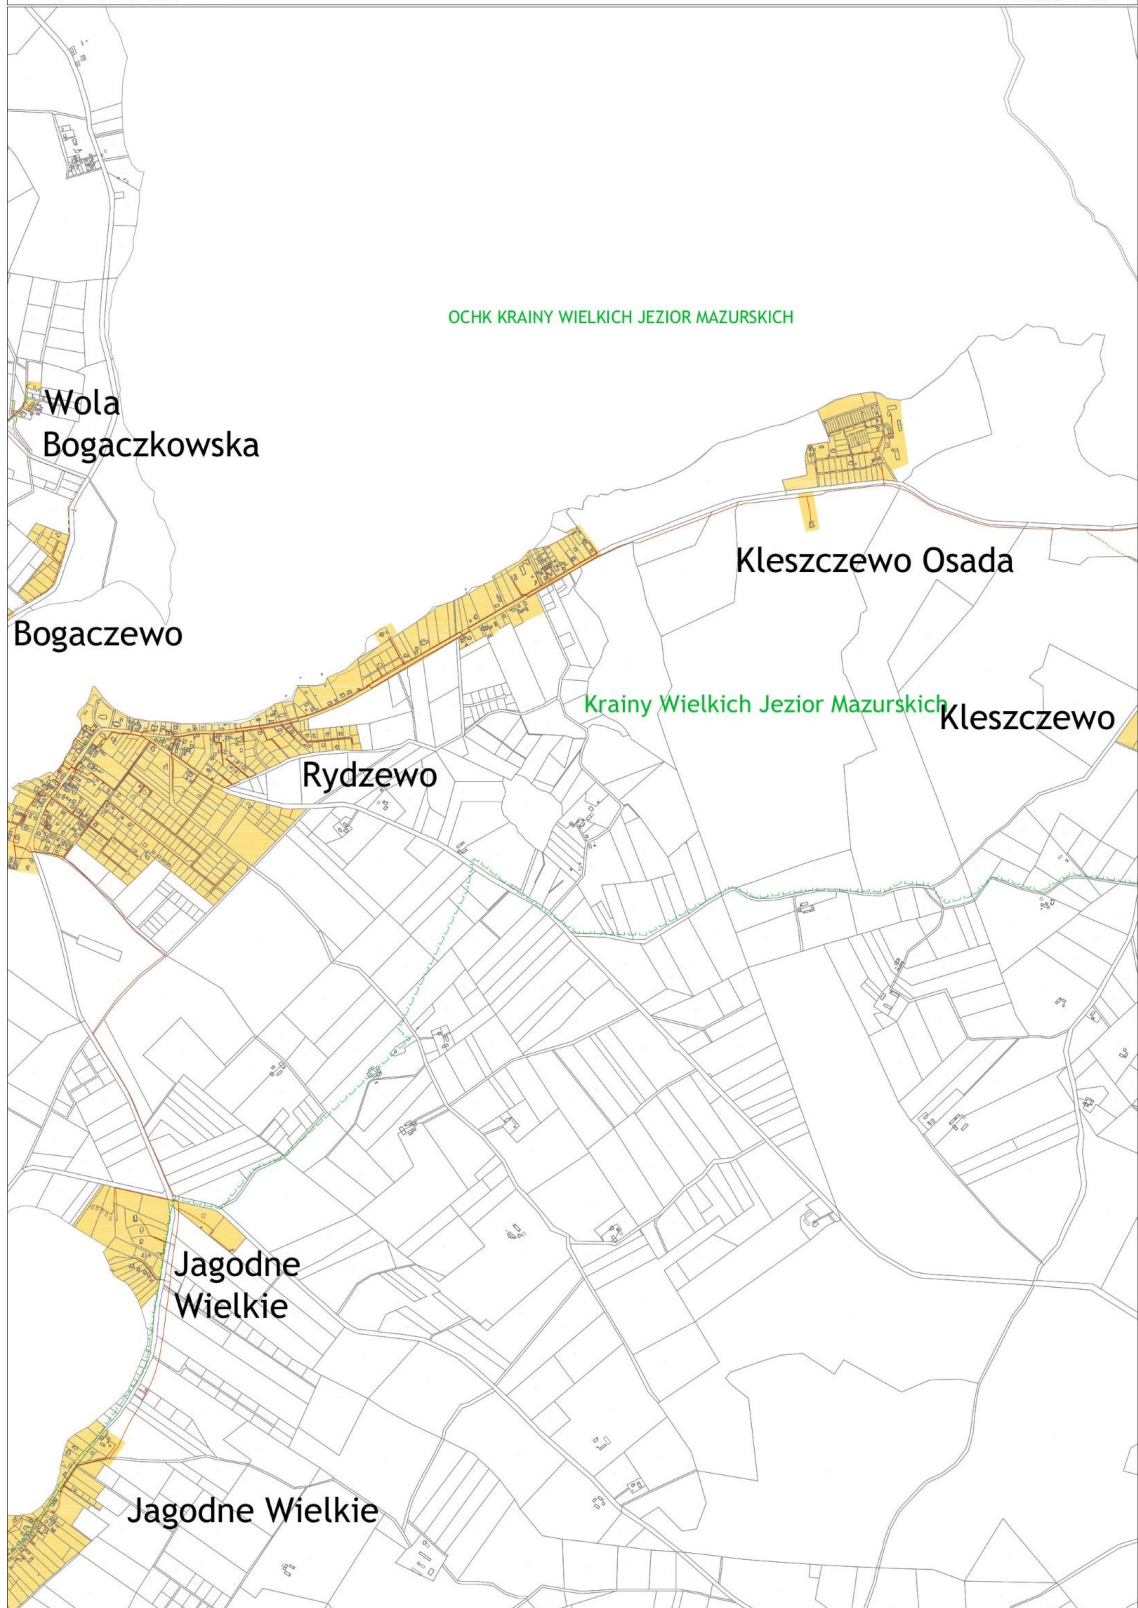 OCHK KRAINY WIELKICH JEZIOR MAZURSKICH
Wola
Bogaczkowska
Kleszczewo Osada
Bogaczewo
Krainy Wielkich Jezior Mazurskich
Kleszczewo
Rydzewo
Jagodne
Wielkie
Jagodne Wielkie